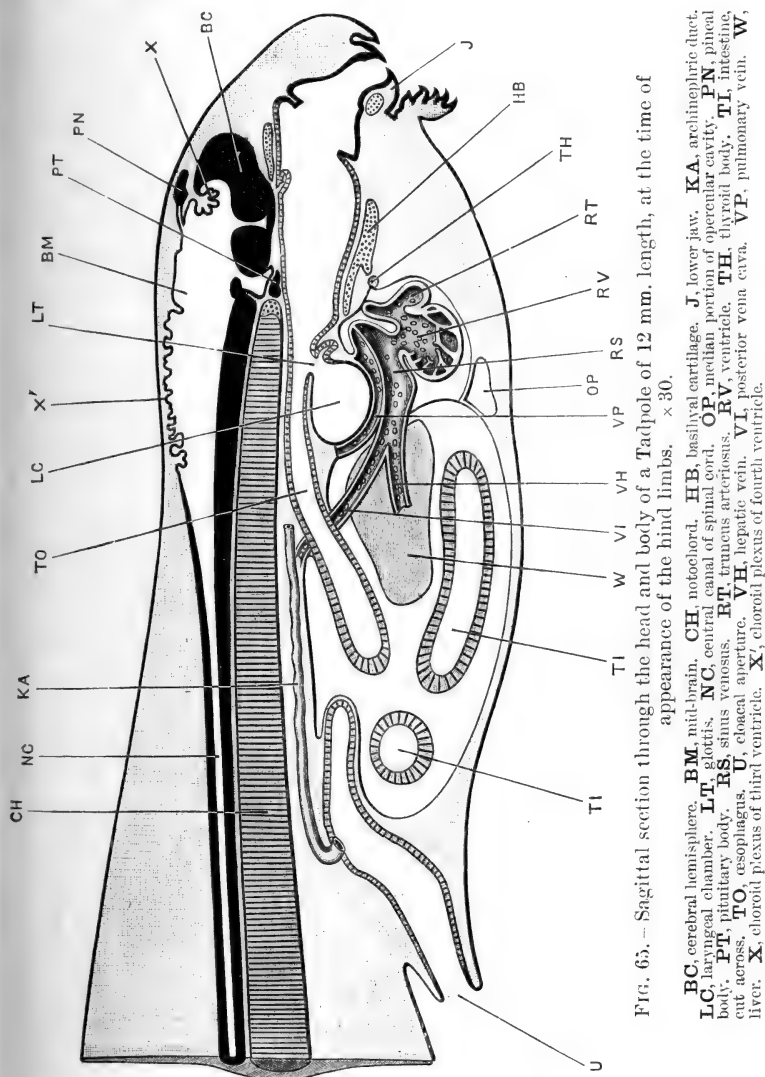 CH
NC
KA
TO
LC
X'
LT
BM
PT
PN
X
BC
J
HB
TH
RT
RV
RS
OP
VP
VH
VI
W
TI
TI
U
FIG. 65.–Sagittal section through the head and body of a Tadpole of 12 mm. length, at the time of
appearance of the hind limbs. × 30.
BC, cerebral hemisphere. BM, mid-brain. CH, notochord. HB, basihyal cartilage. J, lower jaw. KA, archinephric duct.
LC, laryngeal chamber. LT, glottis. NC, central canal of spinal cord. OP, median portion of opercular cavity. PN, pineal
body. PT, pituitary body. RS, sinus venosus. RT, truncus arteriosus. RV, ventricle. TH, thyroid body. TI, intestine,
cut across. TO, œsophagus. U, cloacal aperture. VH, hepatic vein. VI, posterior vena cava. VP, pulmonary vein. W,
liver. X, choroid plexus of third ventricle. X', choroid plexus of fourth ventricle.